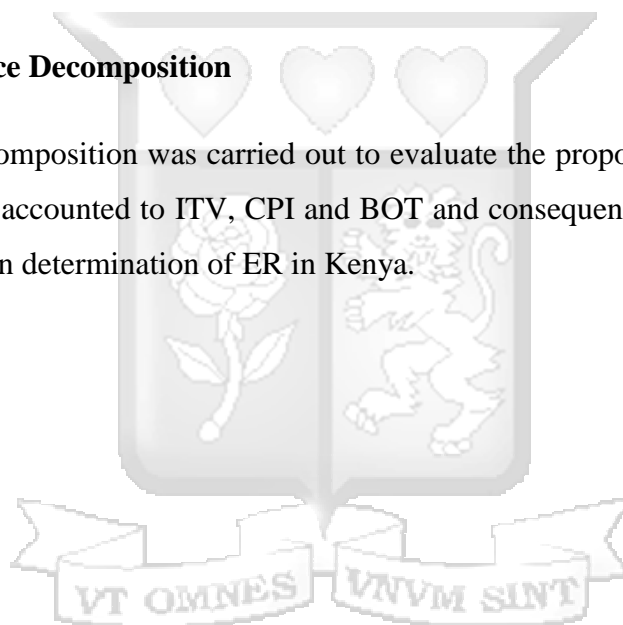 ce Decomposition
composition was carried out to evaluate the propo
accounted to ITV, CPI and BOT and consequen
n determination of ER in Kenya.
VT OMNES VNVM SINT